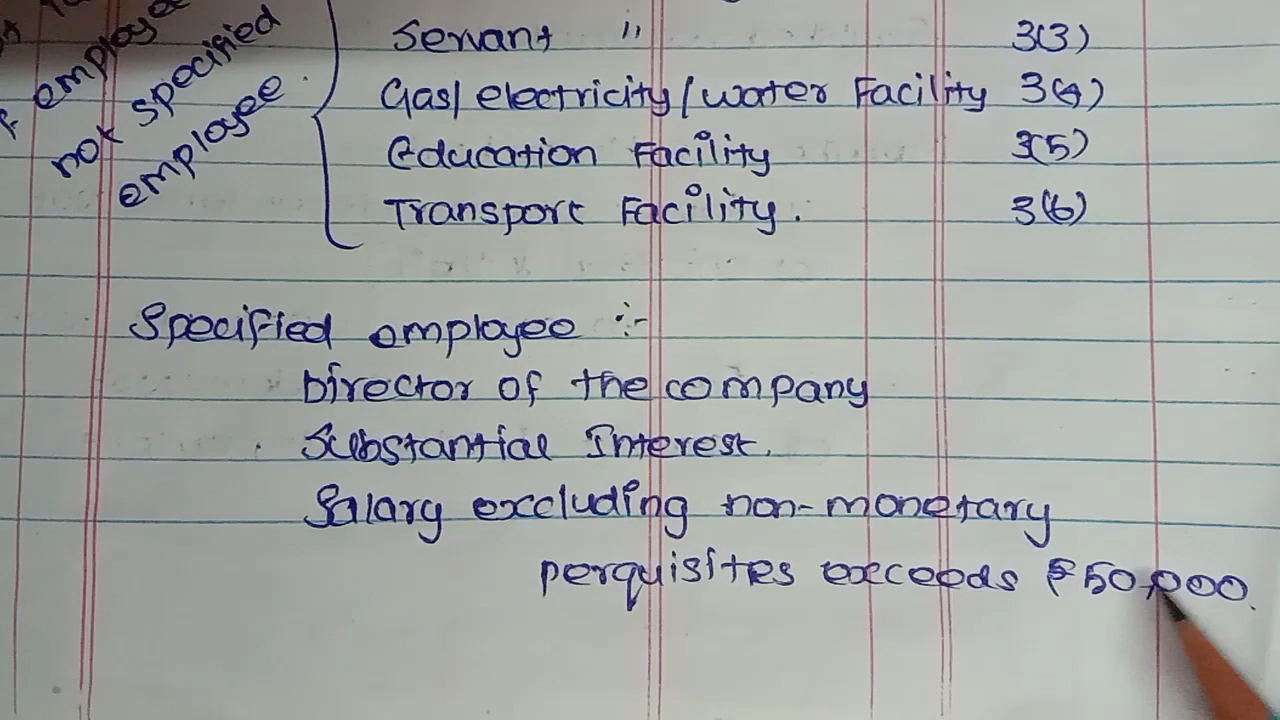 employe
not specified
employee.
Servant " 3(3)
Gas/electricity/water Facility 3(4)
Education Facility 3(5)
Transport Facility. 3(6)
Specified employee :-
Director of the company
Substantial Interest.
Salary excluding non-monetary
perquisites exceeds ₹50,000.